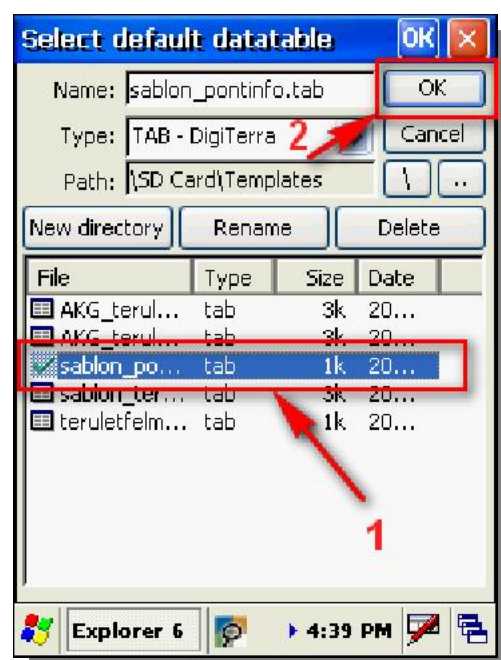 Select default datatable OK
Name: sablon_pontinfo.tab OK
Type: TAB - DigiTerra 2 Cancel
Path: \SD Card\Templates \ ..
New directory Rename Delete
File Type Size Date
AKG_terul... tab 3k 20...
AKG_terul... tab 3k 20...
sablon_po... tab 1k 20...
sablon_ter... tab 3k 20...
teruletfelm... tab 1k 20...
1
Explorer 6 4:39 PM